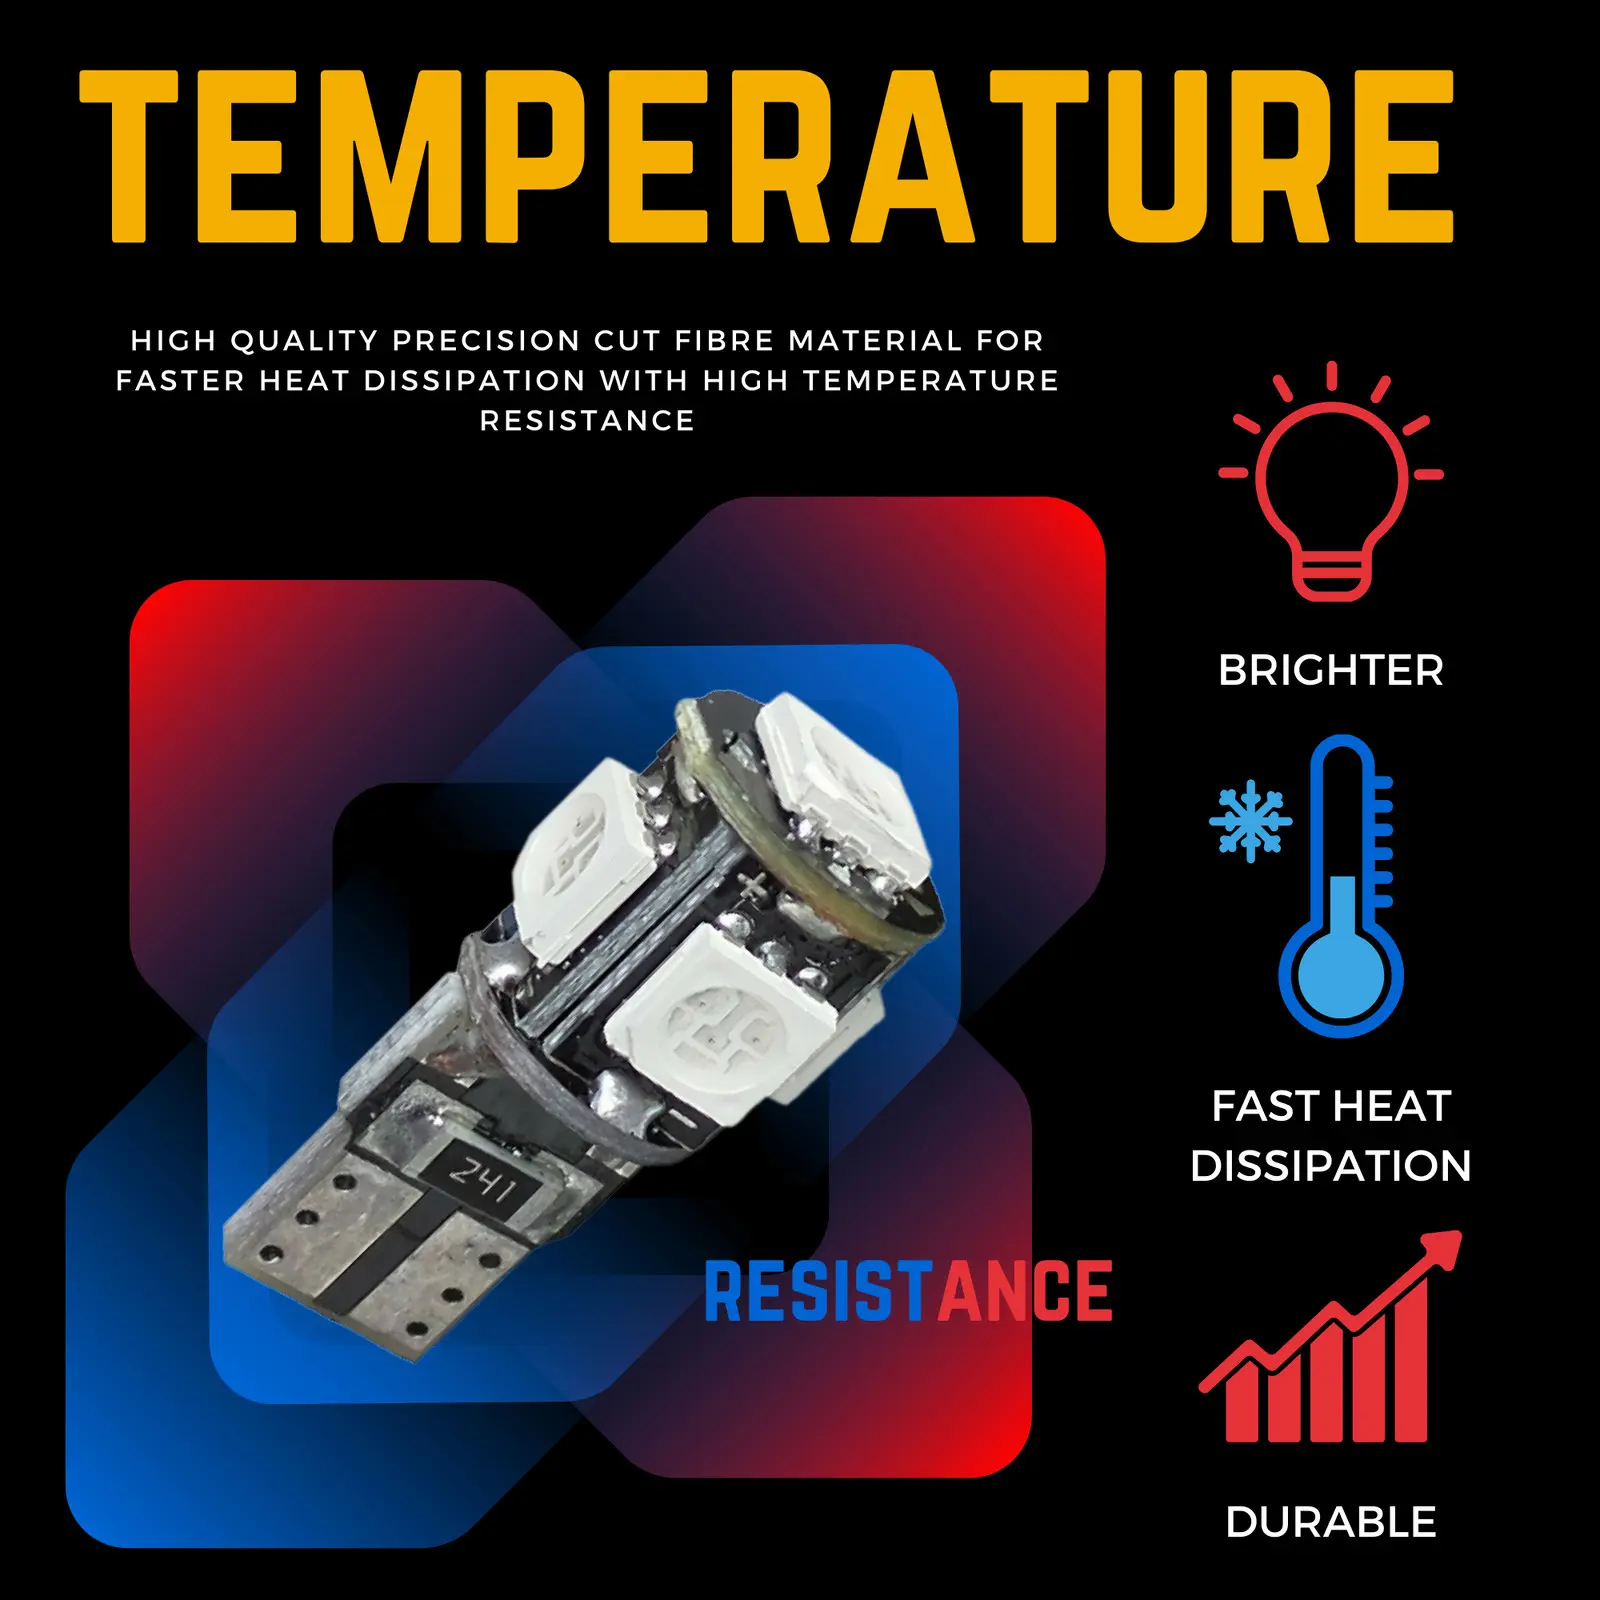 TEMPERATURE
HIGH QUALITY PRECISION CUT FIBRE MATERIAL FOR
FASTER HEAT DISSIPATION WITH HIGH TEMPERATURE
RESISTANCE
BRIGHTER
FAST HEAT
DISSIPATION
+
241
RESISTANCE
DURABLE